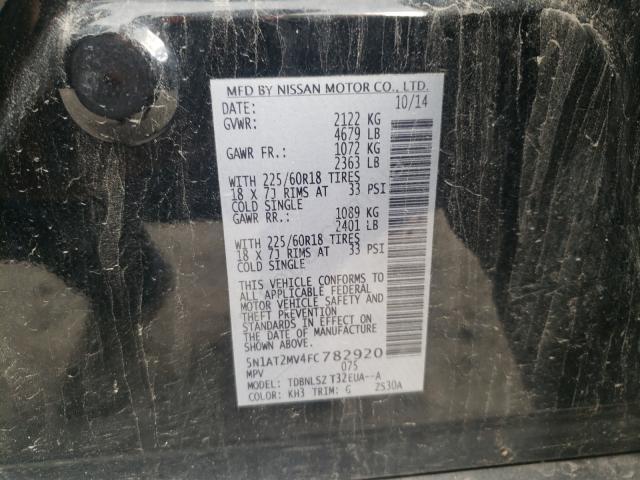 MFD BY NISSAN MOTOR CO., LTD.
DATE: 10/14
GVWR: 2122 KG
4679 LB
GAWR FR.: 1072 KG
2363 LB
WITH 225/60R18 TIRES
18 X 7J RIMS AT 33 PSI
COLD SINGLE
GAWR RR.: 1089 KG
2401 LB
WITH 225/60R18 TIRES
18 X 7J RIMS AT 33 PSI
COLD SINGLE
THIS VEHICLE CONFORMS TO
ALL APPLICABLE FEDERAL
MOTOR VEHICLE SAFETY AND
THEFT PREVENTION
STANDARDS IN EFFECT ON
THE DATE OF MANUFACTURE
SHOWN ABOVE.
5N1AT2MV4FC782920
MPV 075
MODEL: TDBNLSZ T32EUA--A
COLOR: KH3 TRIM: G 2S30A